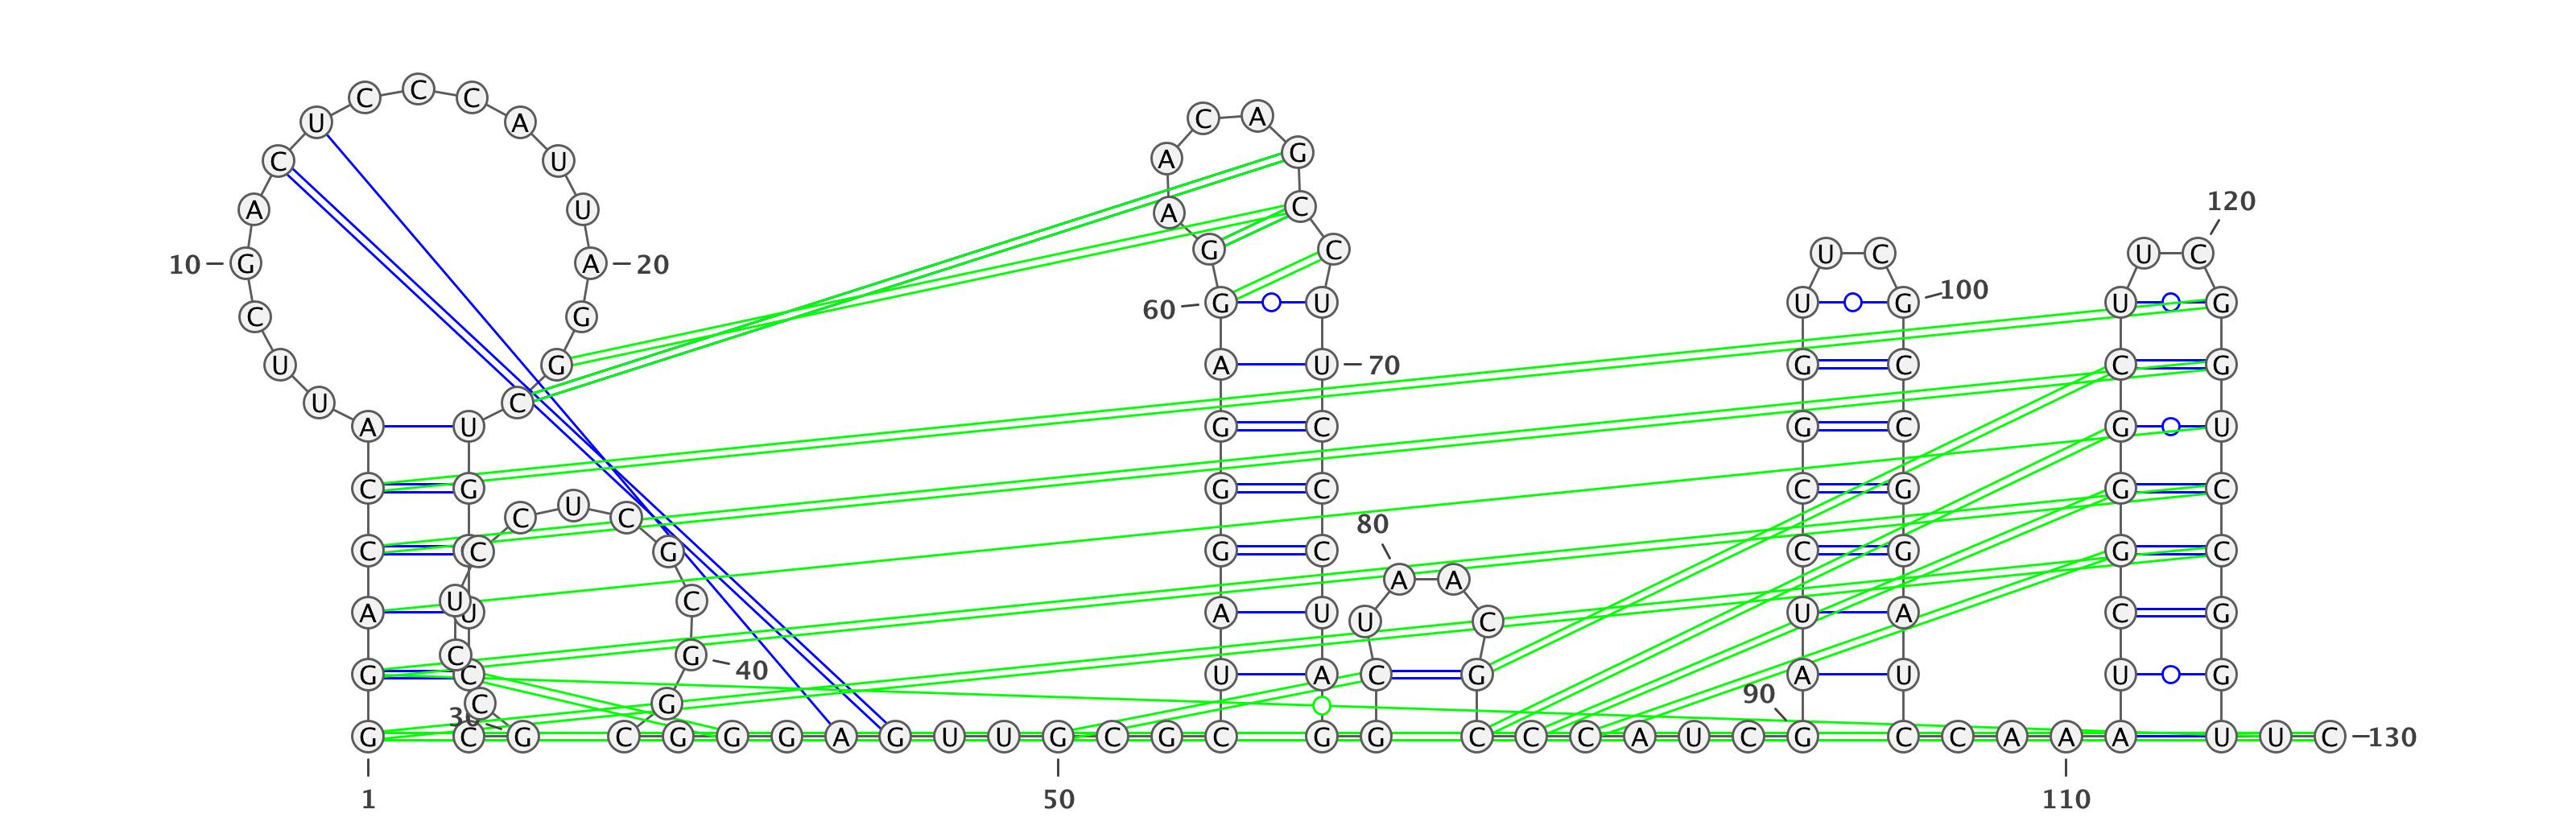 C C C
U A C A
C U A G
A U A C 120
10 G A 20 G C U C U C
C G 60 G U U G 100 U G
U G A U 70 G C C G
U C
A U G C G C G U
C G G C C G G C
C U C
80
C C C G G C C G G C
A A
A U U C A U U C U A C G
C G 40
G C U A C G A U U G
90
C G
30
G C G C G G G A G U U G C G C G G C C C A U C G C C A A A U U C 130
1 50 110